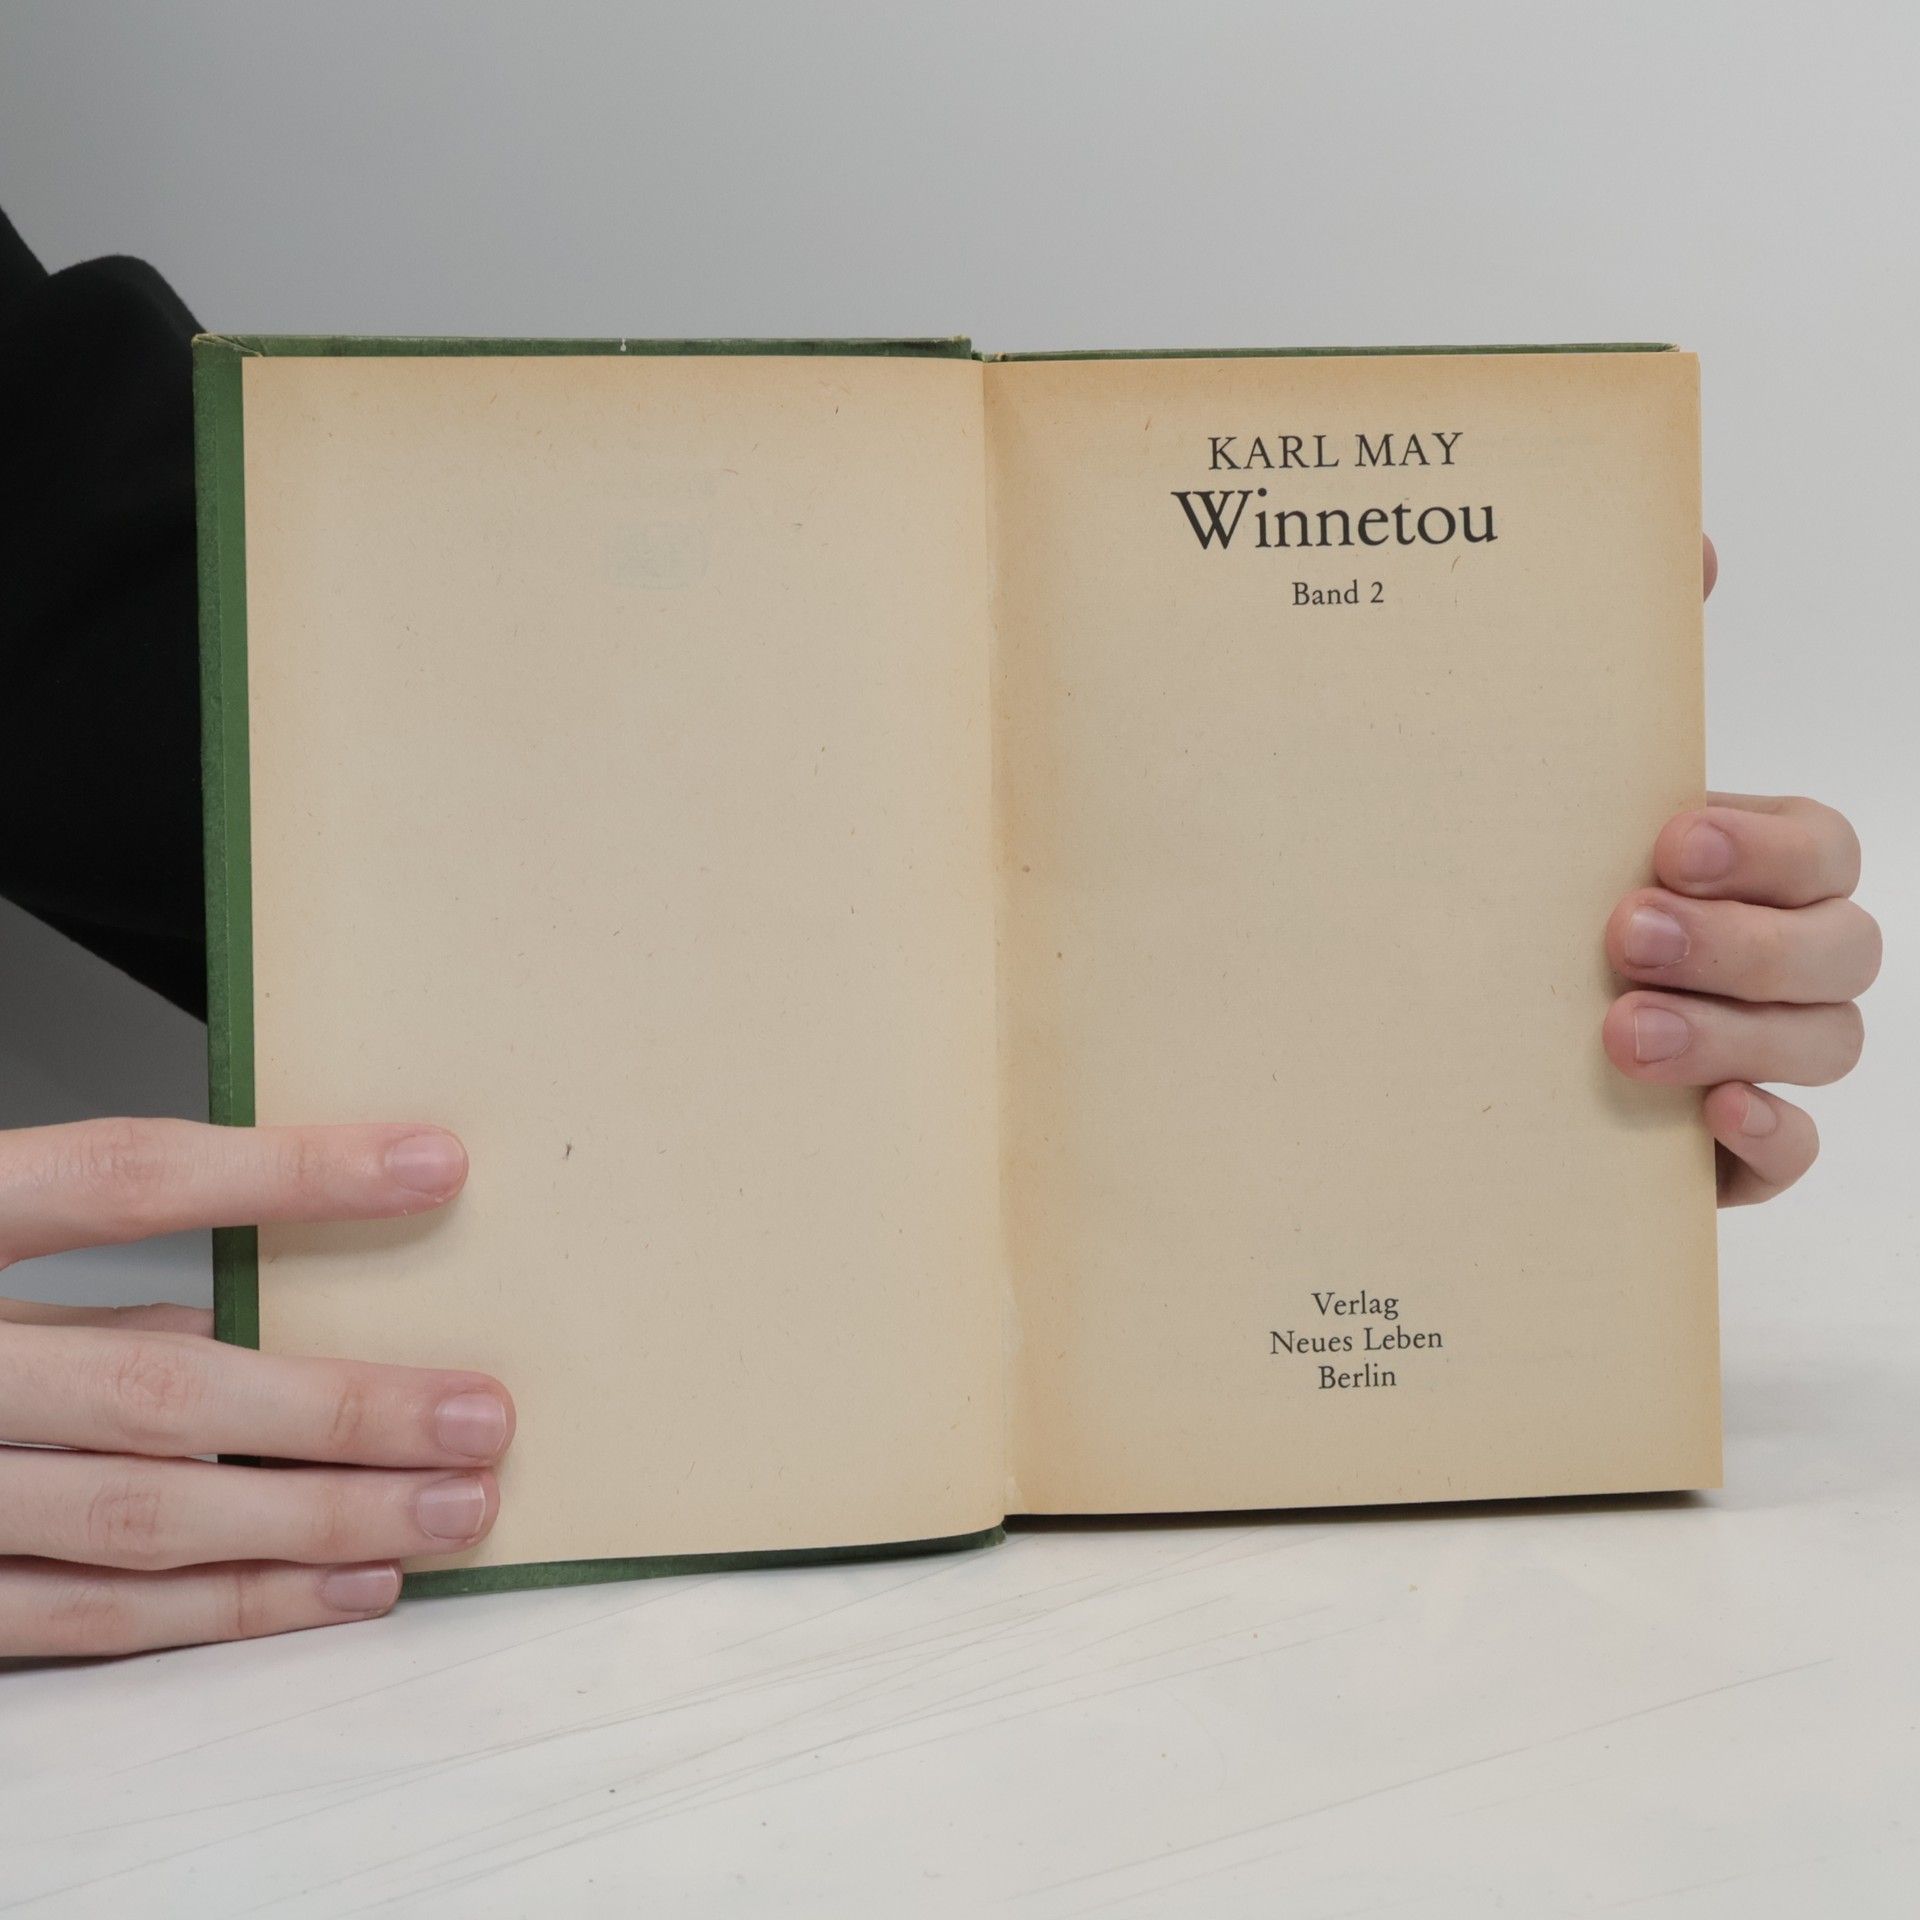 KARL MAY
Winnetou
Band 2
Verlag
Neues Leben
Berlin